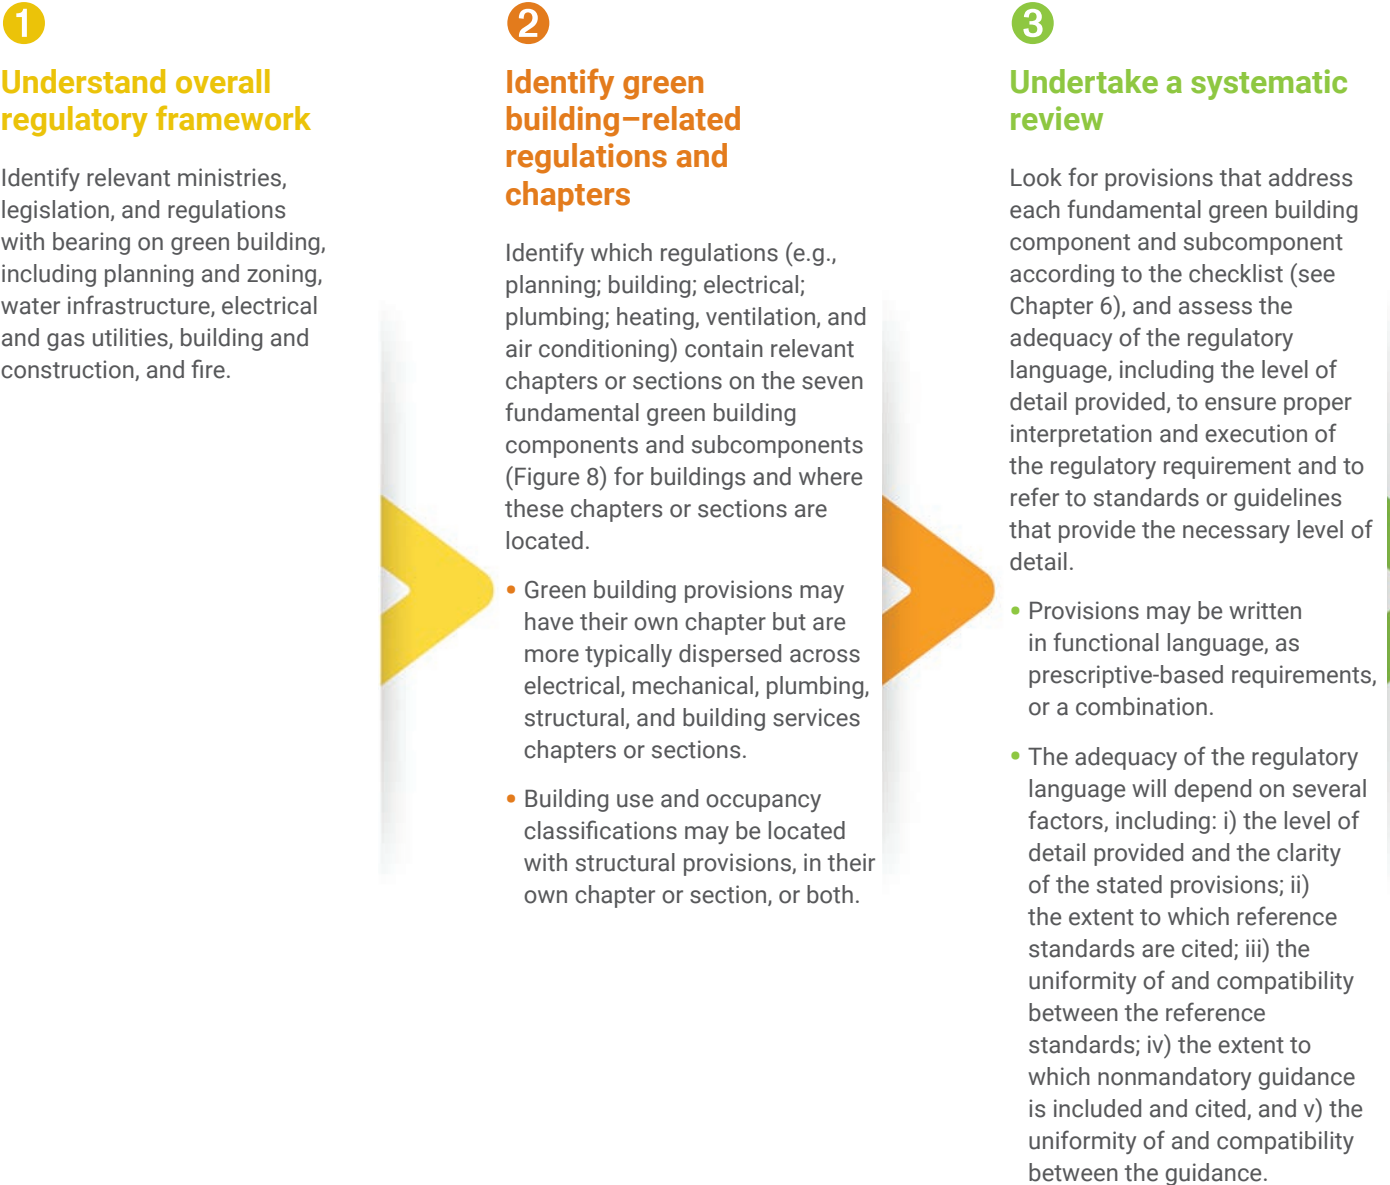 1
Understand overall
regulatory framework
Identify relevant ministries,
legislation, and regulations
with bearing on green building,
including planning and zoning,
water infrastructure, electrical
and gas utilities, building and
construction, and fire.
2
Identify green
building–related
regulations and
chapters
Identify which regulations (e.g.,
planning; building; electrical;
plumbing; heating, ventilation, and
air conditioning) contain relevant
chapters or sections on the seven
fundamental green building
components and subcomponents
(Figure 8) for buildings and where
these chapters or sections are
located.
• Green building provisions may
have their own chapter but are
more typically dispersed across
electrical, mechanical, plumbing,
structural, and building services
chapters or sections.
• Building use and occupancy
classifications may be located
with structural provisions, in their
own chapter or section, or both.
3
Undertake a systematic
review
Look for provisions that address
each fundamental green building
component and subcomponent
according to the checklist (see
Chapter 6), and assess the
adequacy of the regulatory
language, including the level of
detail provided, to ensure proper
interpretation and execution of
the regulatory requirement and to
refer to standards or guidelines
that provide the necessary level of
detail.
• Provisions may be written
in functional language, as
prescriptive-based requirements,
or a combination.
• The adequacy of the regulatory
language will depend on several
factors, including: i) the level of
detail provided and the clarity
of the stated provisions; ii)
the extent to which reference
standards are cited; iii) the
uniformity of and compatibility
between the reference
standards; iv) the extent to
which nonmandatory guidance
is included and cited, and v) the
uniformity of and compatibility
between the guidance.